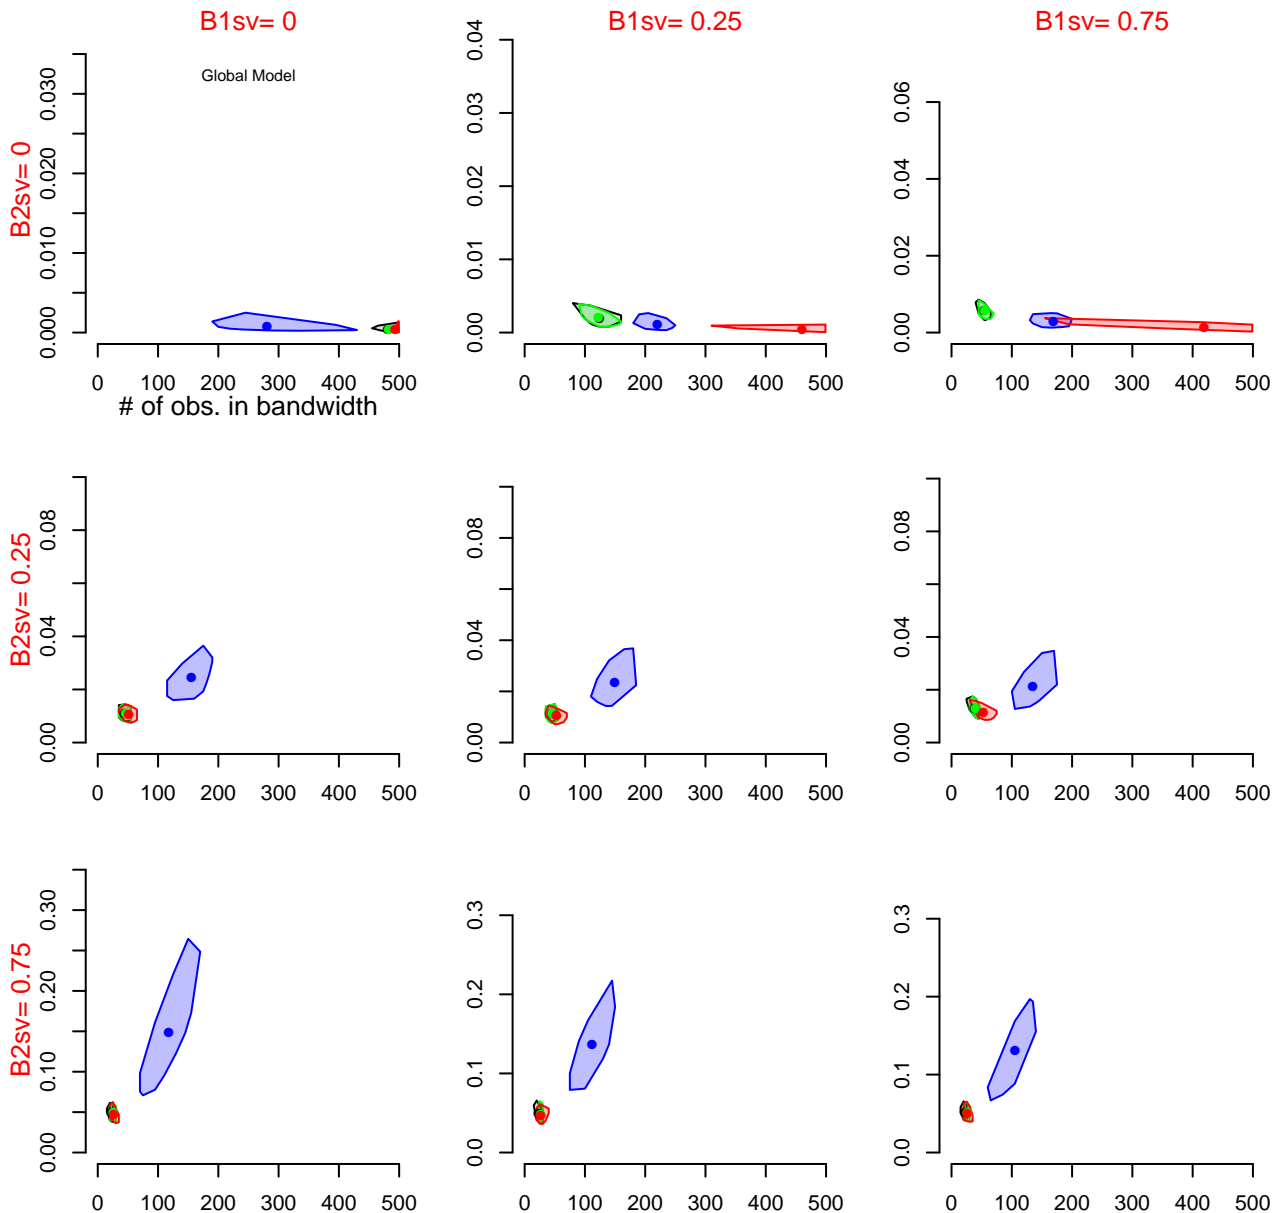 B1sv= 0 B1sv= 0.25 B1sv= 0.75
Global Model
B2sv= 0
0.000 0.010 0.020 0.030
0 100 200 300 400 500
# of obs. in bandwidth
0.00 0.01 0.02 0.03 0.04
0 100 200 300 400 500
0.00 0.02 0.04 0.06
0 100 200 300 400 500
B2sv= 0.25
0.00 0.04 0.08
0 100 200 300 400 500
0.00 0.04 0.08
0 100 200 300 400 500
0.00 0.04 0.08
0 100 200 300 400 500
B2sv= 0.75
0.00 0.10 0.20 0.30
0 100 200 300 400 500
0.0 0.1 0.2 0.3
0 100 200 300 400 500
0.0 0.1 0.2 0.3
0 100 200 300 400 500